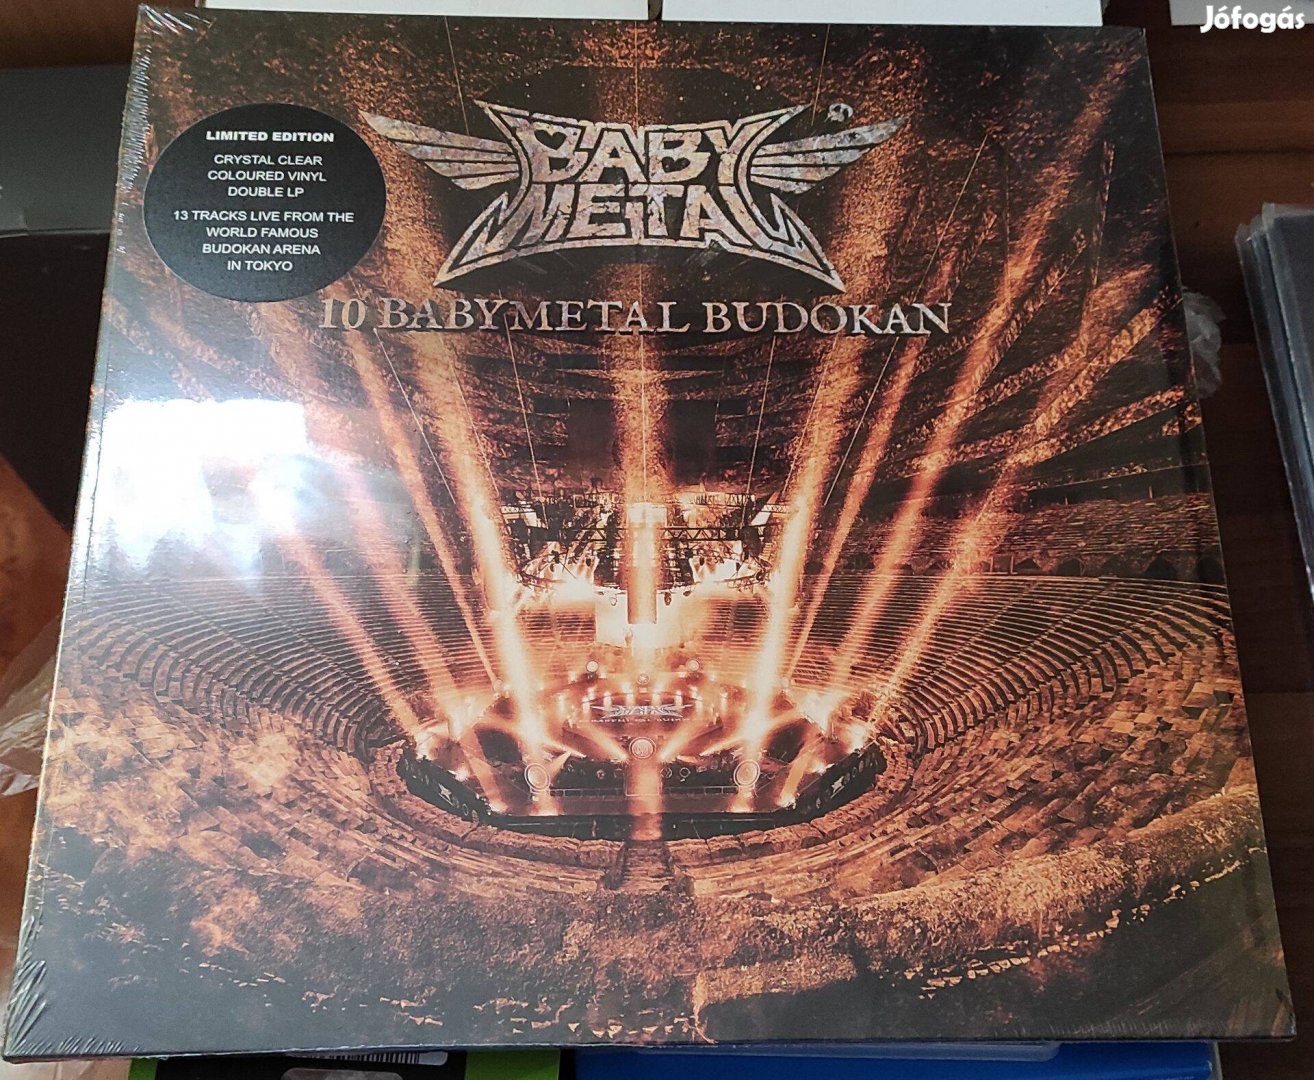 Jófogás
LIMITED EDITION
CRYSTAL CLEAR
COLOURED VINYL
DOUBLE LP
13 TRACKS LIVE FROM THE
WORLD FAMOUS
BUDOKAN ARENA
IN TOKYO
BABY
METAL
10 BABYMETAL BUDOKAN